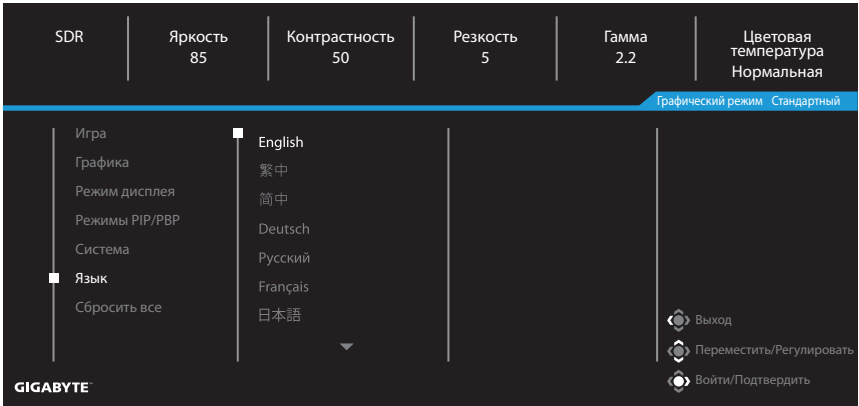 SDR
Яркость
85
Контрастность
50
Резкость
5
Гамма
2.2
Цветовая
температура
Нормальная
Графический режим Стандартный
Игра
Графика
Режим дисплея
Режимы PIP/PBP
Система
Язык
Сбросить все
English
繁中
简中
Deutsch
Русский
Français
日本語
Выход
Переместить/Регулировать
Войти/Подтвердить
GIGABYTE™